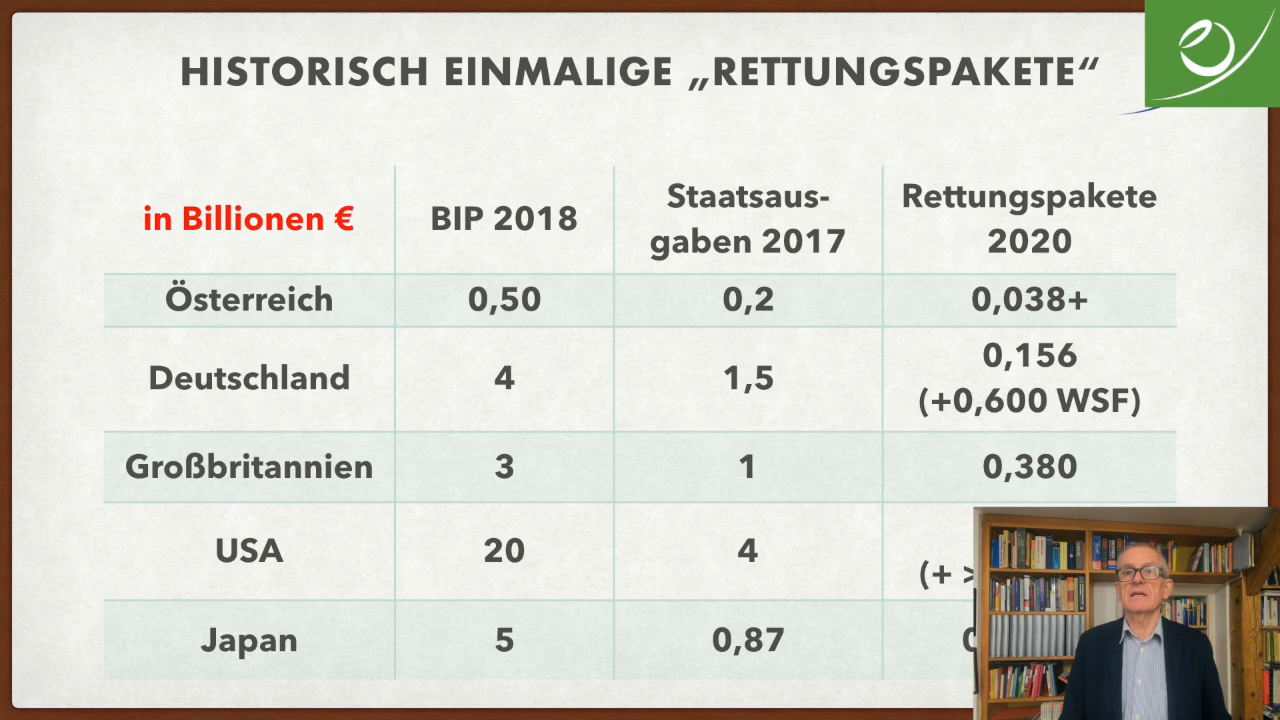 HISTORISCH EINMALIGE „RETTUNGSPAKETE“
in Billionen €
BIP 2018
Staatsaus-
gaben 2017
Rettungspakete
2020
Österreich
0,50
0,2
0,038+
Deutschland
4
1,5
0,156
(+0,600 WSF)
Großbritannien
3
1
0,380
USA
20
4
(+ >
Japan
5
0,87